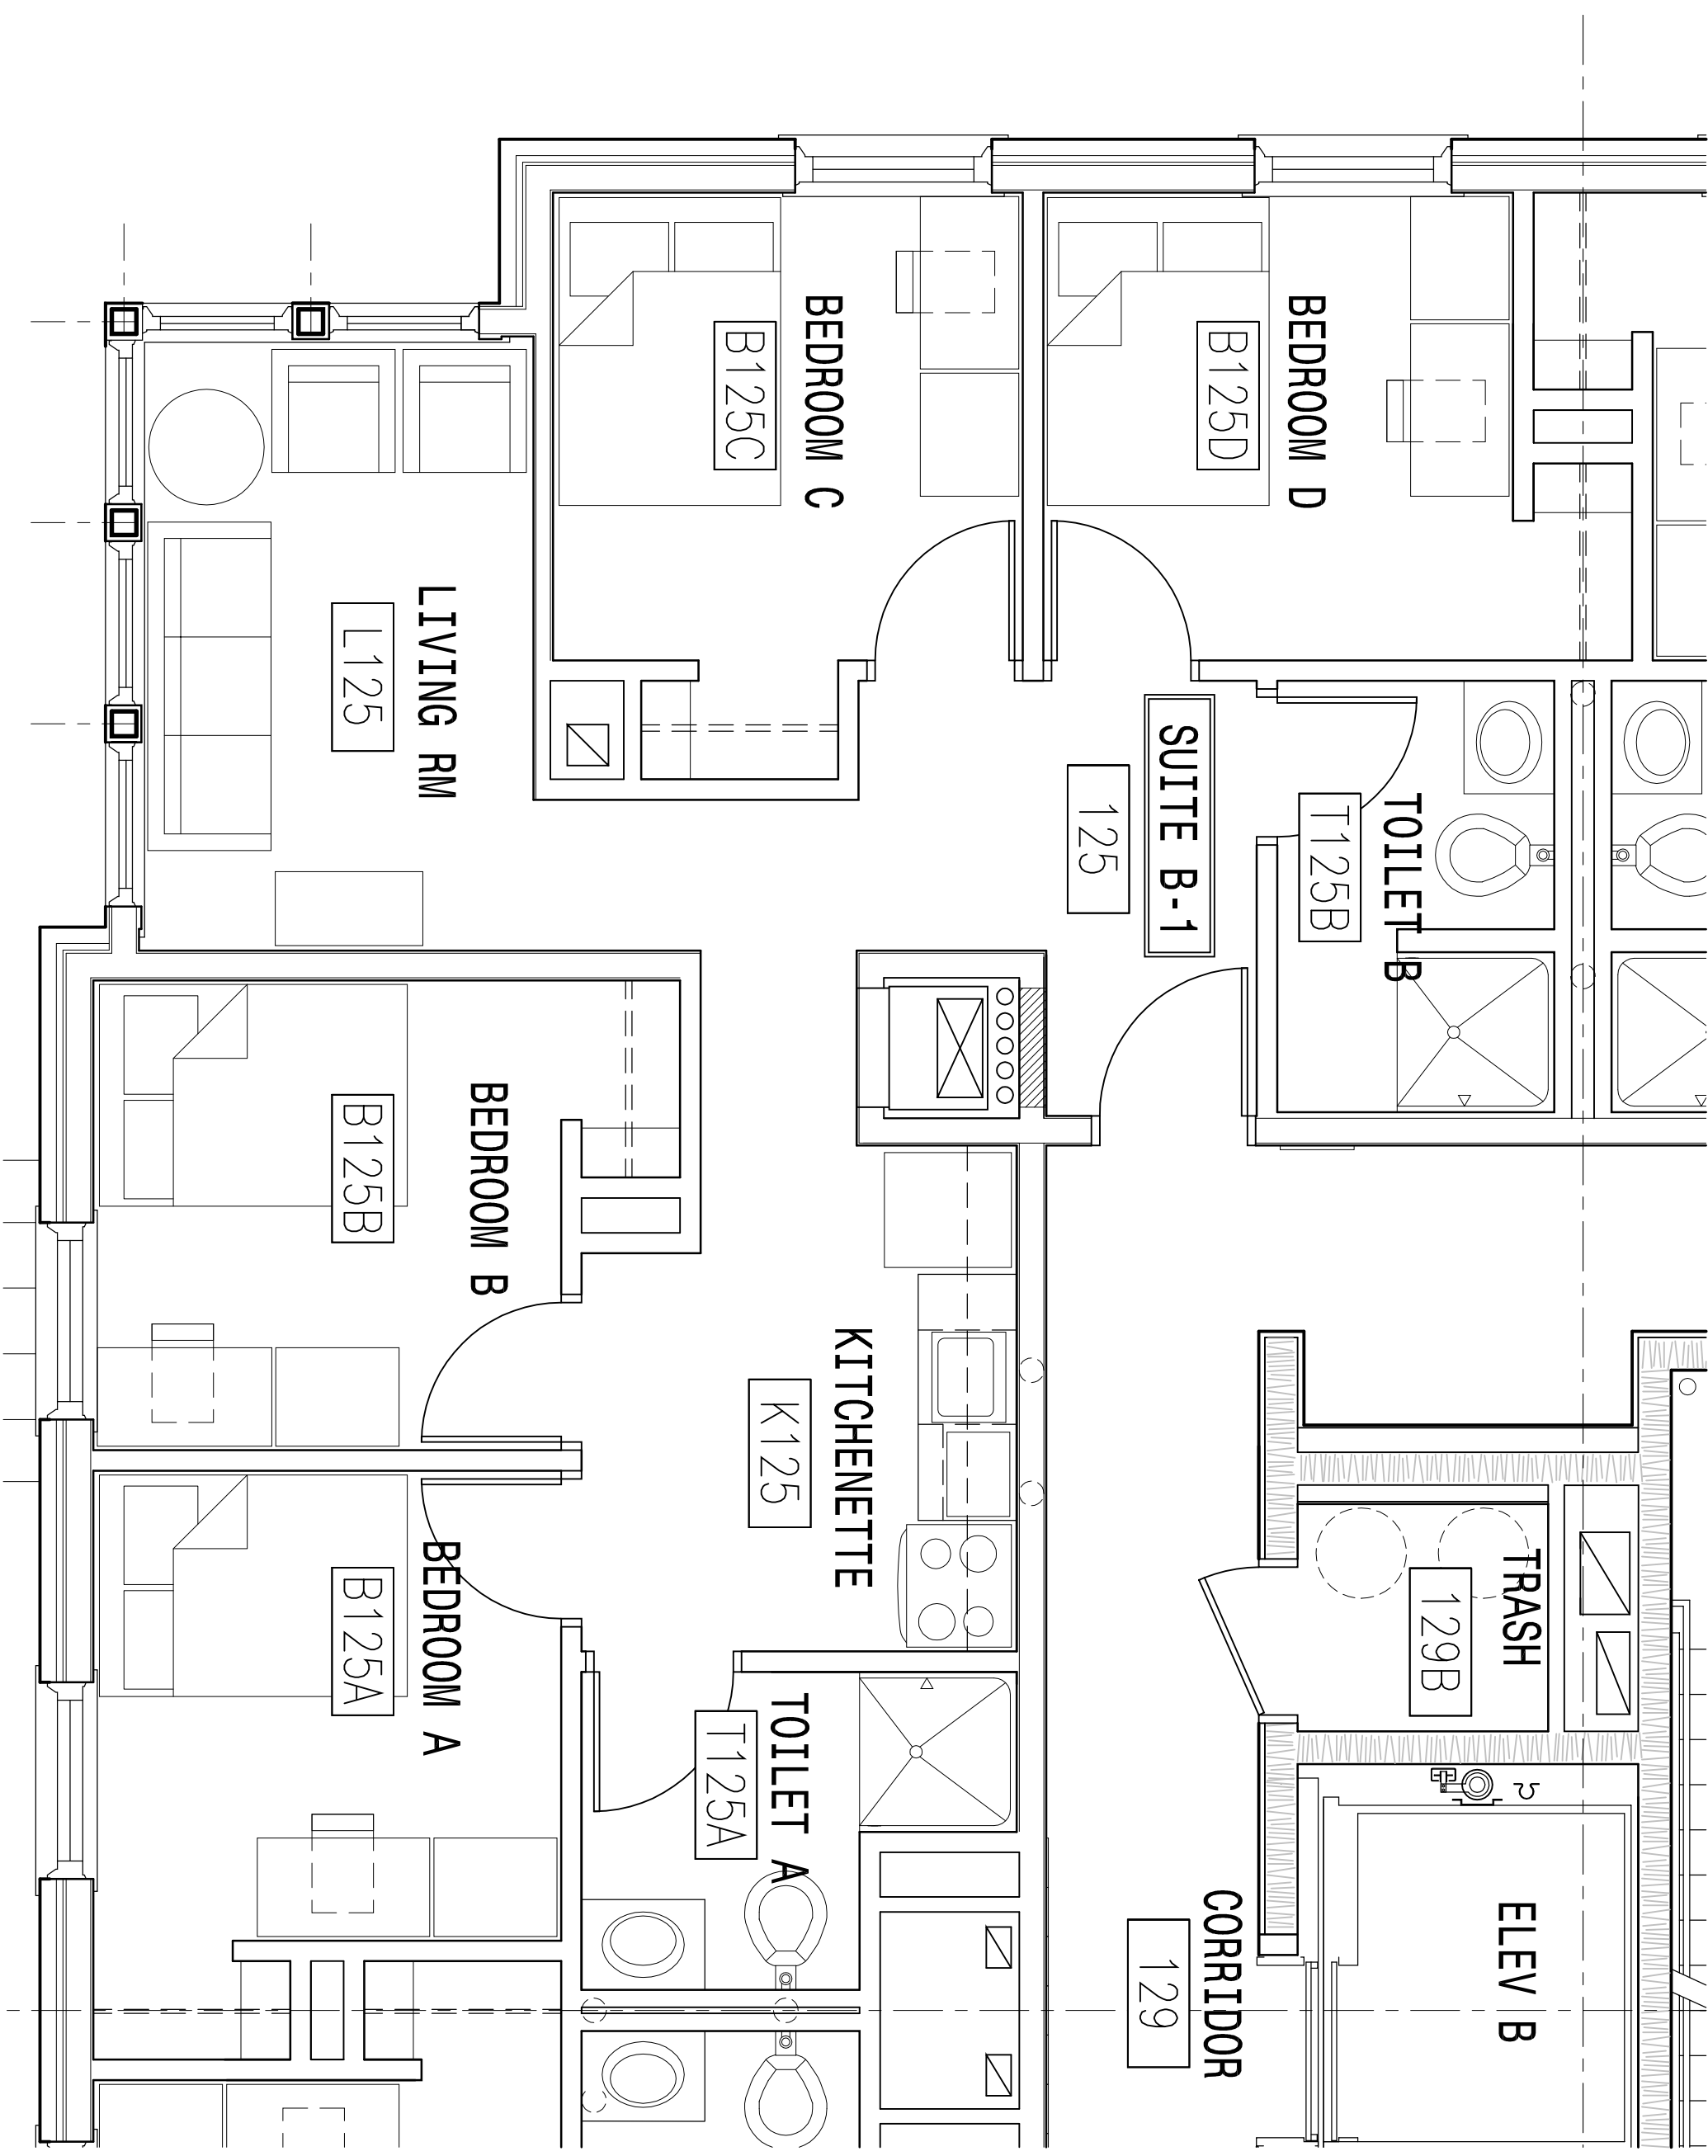 BEDROOM D
B125D
BEDROOM C
B125C
LIVING RM
L125
SUITE B-1
125
TOILET B
T125B
BEDROOM B
B125B
KITCHENETTE
K125
BEDROOM A
B125A
TOILET A
T125A
TRASH
129B
CORRIDOR
129
ELEV B